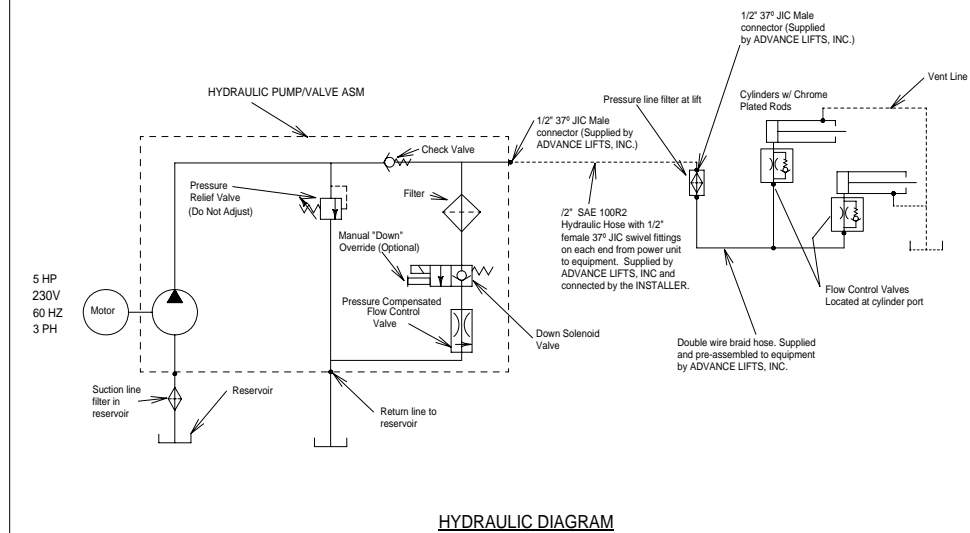 1/2" 37º JIC Male
connector (Supplied
by ADVANCE LIFTS, INC.)
Vent Line
HYDRAULIC PUMP/VALVE ASM
Pressure line filter at lift
Cylinders w/ Chrome
Plated Rods
1/2" 37º JIC Male
connector (Supplied by
ADVANCE LIFTS, INC.)
Check Valve
Pressure
Relief Valve
(Do Not Adjust)
Filter
Manual "Down"
Override (Optional)
/2"  SAE 100R2
Hydraulic Hose with 1/2"
female 37º JIC swivel fittings
on each end from power unit
to equipment.  Supplied by
ADVANCE LIFTS, INC and
connected by the INSTALLER.
Flow Control Valves
Located at cylinder port
5 HP
230V
60 HZ
3 PH
Motor
Pressure Compensated
Flow Control
Valve
Down Solenoid
Valve
Double wire braid hose. Supplied
and pre-assembled to equipment
by ADVANCE LIFTS, INC.
Suction line
filter in
reservoir
Reservoir
Return line to
reservoir
HYDRAULIC DIAGRAM